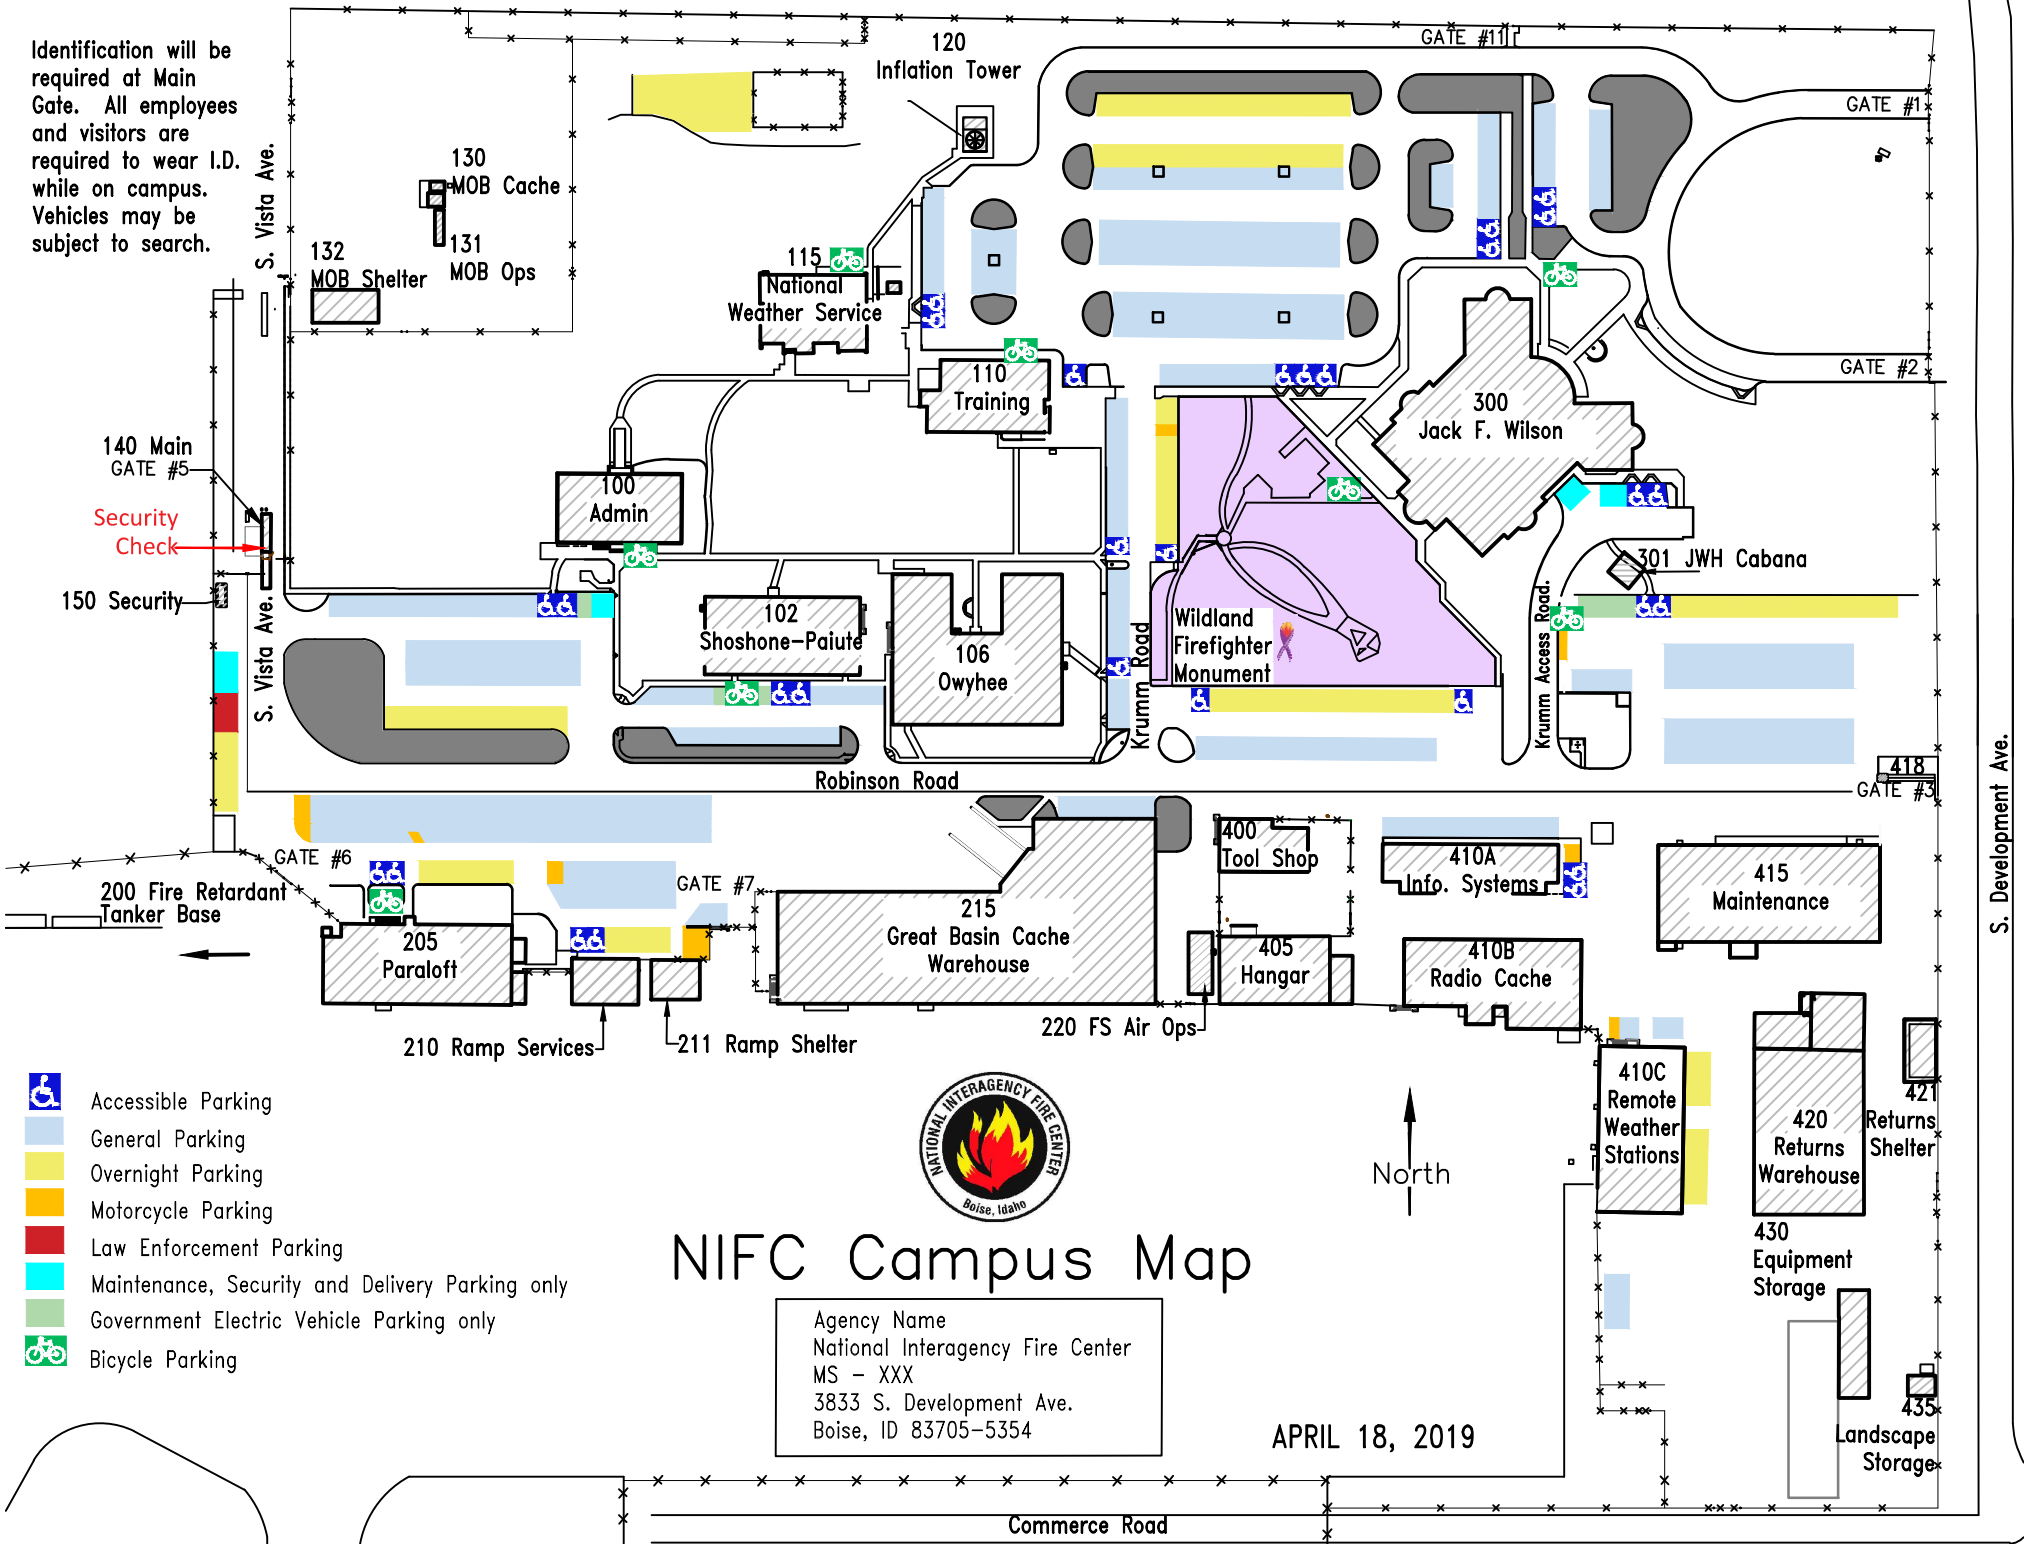 Identification will be
required at Main
Gate. All employees
and visitors are
required to wear I.D.
while on campus.
Vehicles may be
subject to search.
S. Vista Ave.
120
Inflation Tower
GATE #11
GATE #1
130
MOB Cache
131
MOB Ops
132
MOB Shelter
115
National
Weather Service
110
Training
GATE #2
300
Jack F. Wilson
140 Main
GATE #5
Security
Check
100
Admin
150 Security
S. Vista Ave.
102
Shoshone-Paiute
106
Owyhee
Krumm Road
Wildland
Firefighter
Monument
301 JWH Cabana
Krumm Access Road.
Robinson Road
418
GATE #3
S. Development Ave.
GATE #6
200 Fire Retardant
Tanker Base
205
Paraloft
GATE #7
215
Great Basin Cache
Warehouse
400
Tool Shop
405
Hangar
410A
Info. Systems
410B
Radio Cache
415
Maintenance
210 Ramp Services
211 Ramp Shelter
220 FS Air Ops
410C
Remote
Weather
Stations
420
Returns
Warehouse
421
Returns
Shelter
430
Equipment
Storage
435
Landscape
Storage
Accessible Parking
General Parking
Overnight Parking
Motorcycle Parking
Law Enforcement Parking
Maintenance, Security and Delivery Parking only
Government Electric Vehicle Parking only
Bicycle Parking
NATIONAL INTERAGENCY FIRE CENTER
Boise, Idaho
North
NIFC Campus Map
Agency Name
National Interagency Fire Center
MS - XXX
3833 S. Development Ave.
Boise, ID 83705-5354
APRIL 18, 2019
Commerce Road